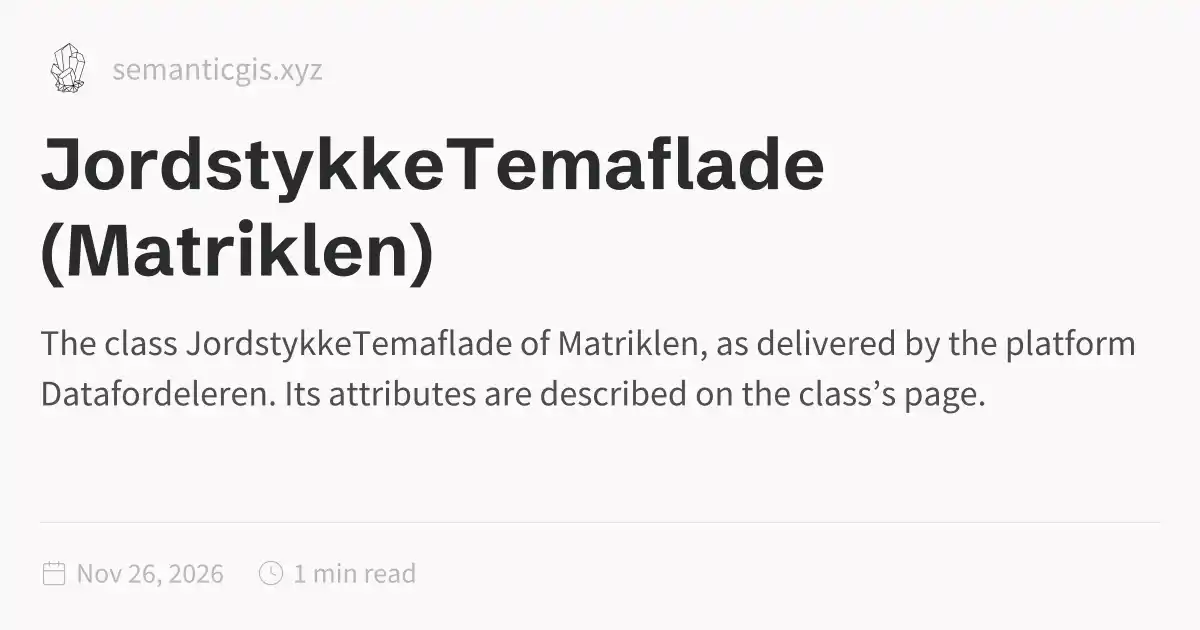 semanticgis.xyz
JordstykkeTemaflade
(Matriklen)
The class JordstykkeTemaflade of Matriklen, as delivered by the platform
Datafordeleren. Its attributes are described on the class’s page.
Nov 26, 2026 1 min read